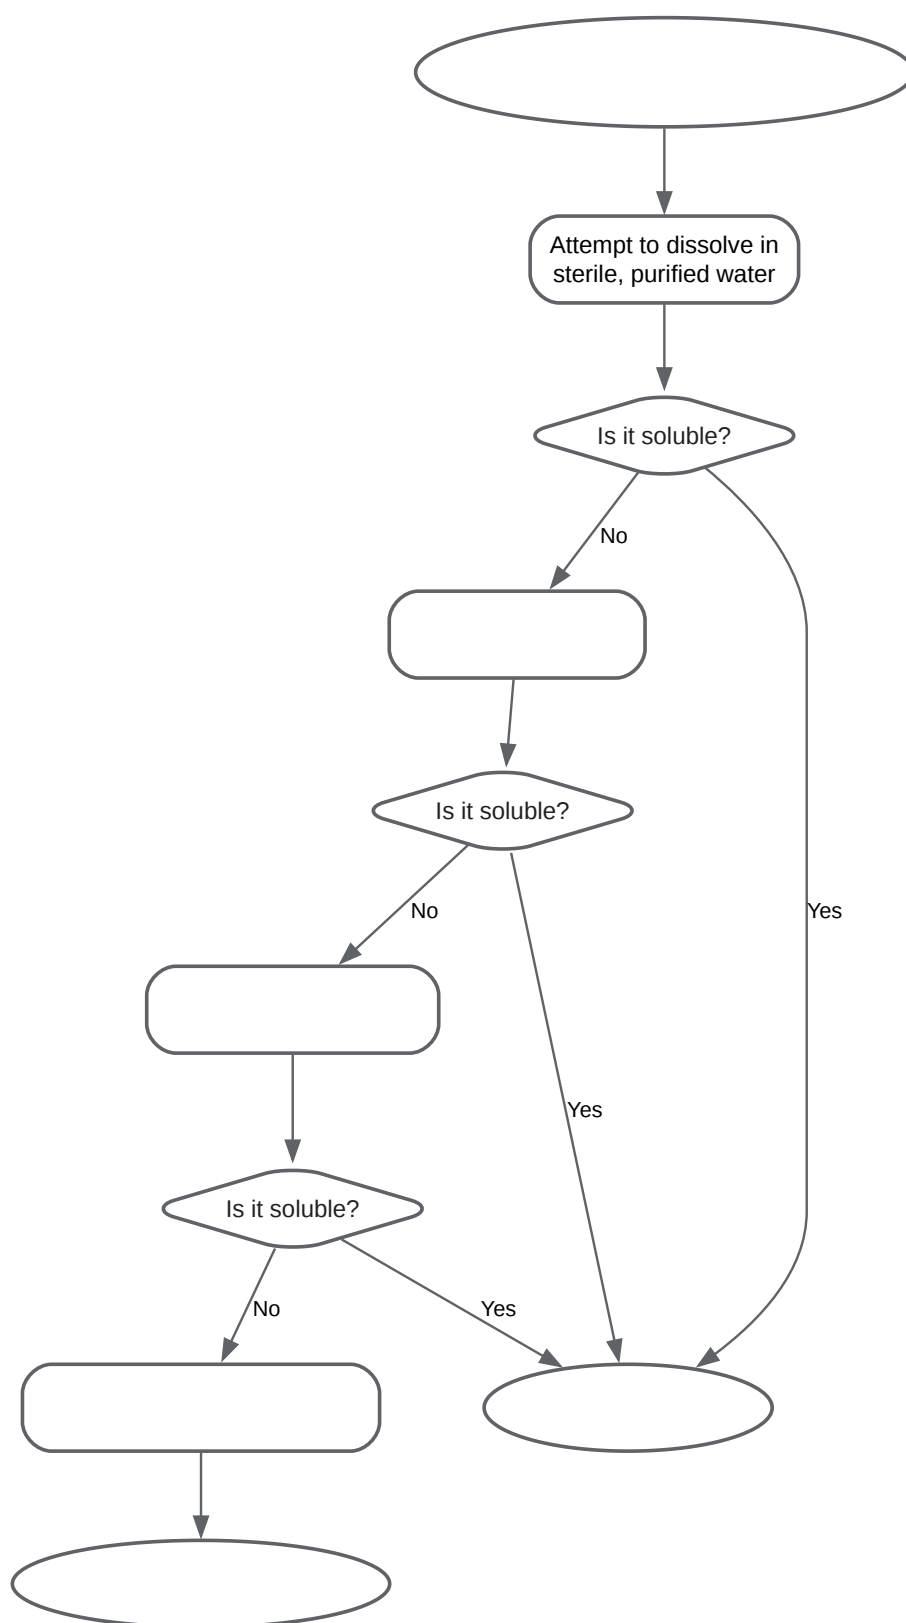 Attempt to dissolve in
sterile, purified water
Is it soluble?
No
Is it soluble?
No
Yes
Yes
Is it soluble?
No
Yes